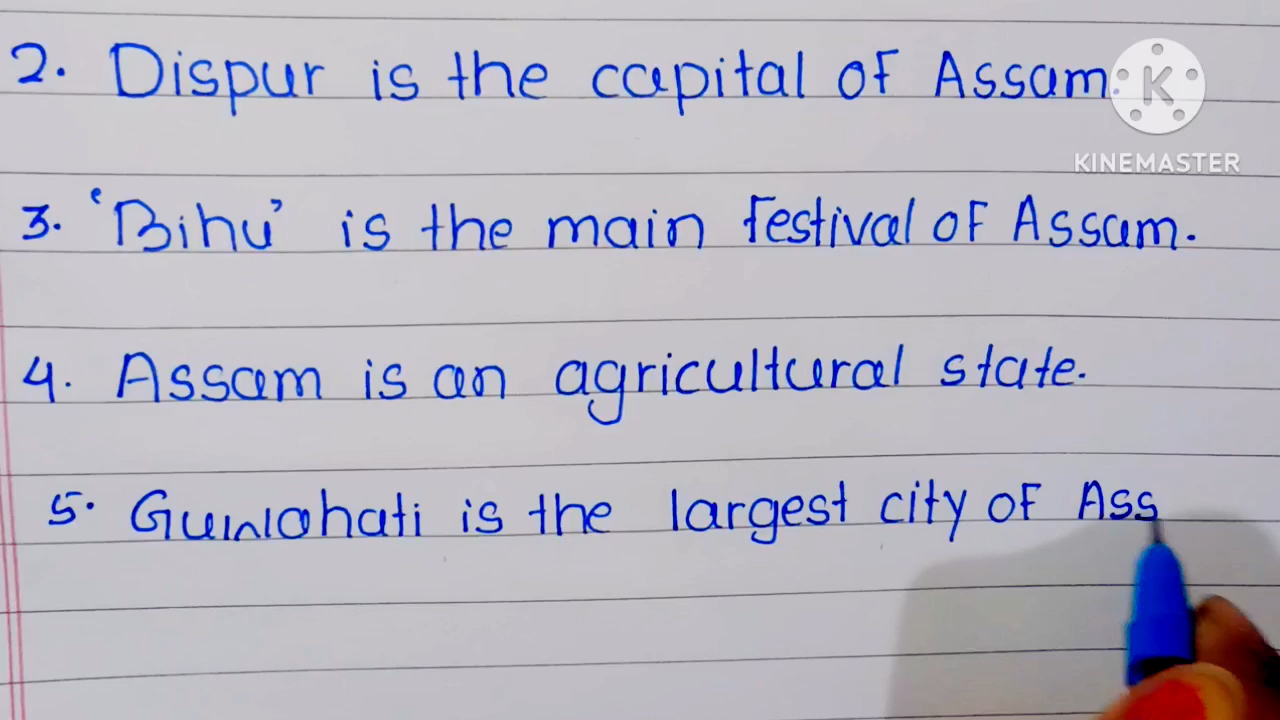 2. Dispur is the capital of Assam.
K
KINEMASTER
3. 'Bihu' is the main festival of Assam.
4. Assam is an agricultural state.
5. Guwahati is the largest city of Ass